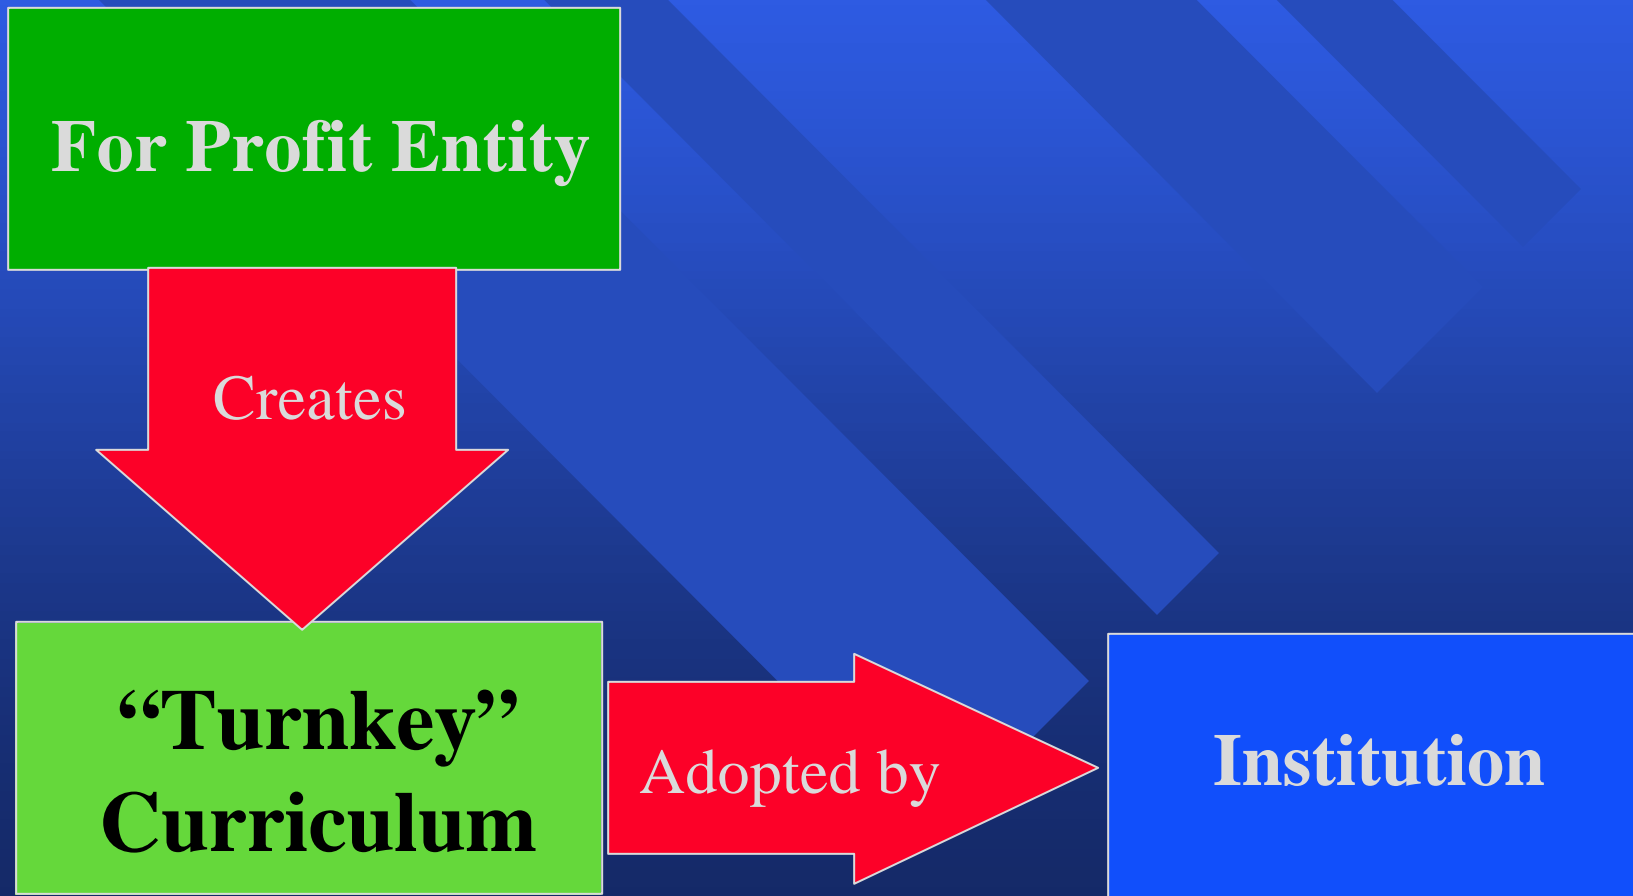 For Profit Entity
Creates
“Turnkey”
Curriculum
Adopted by
Institution